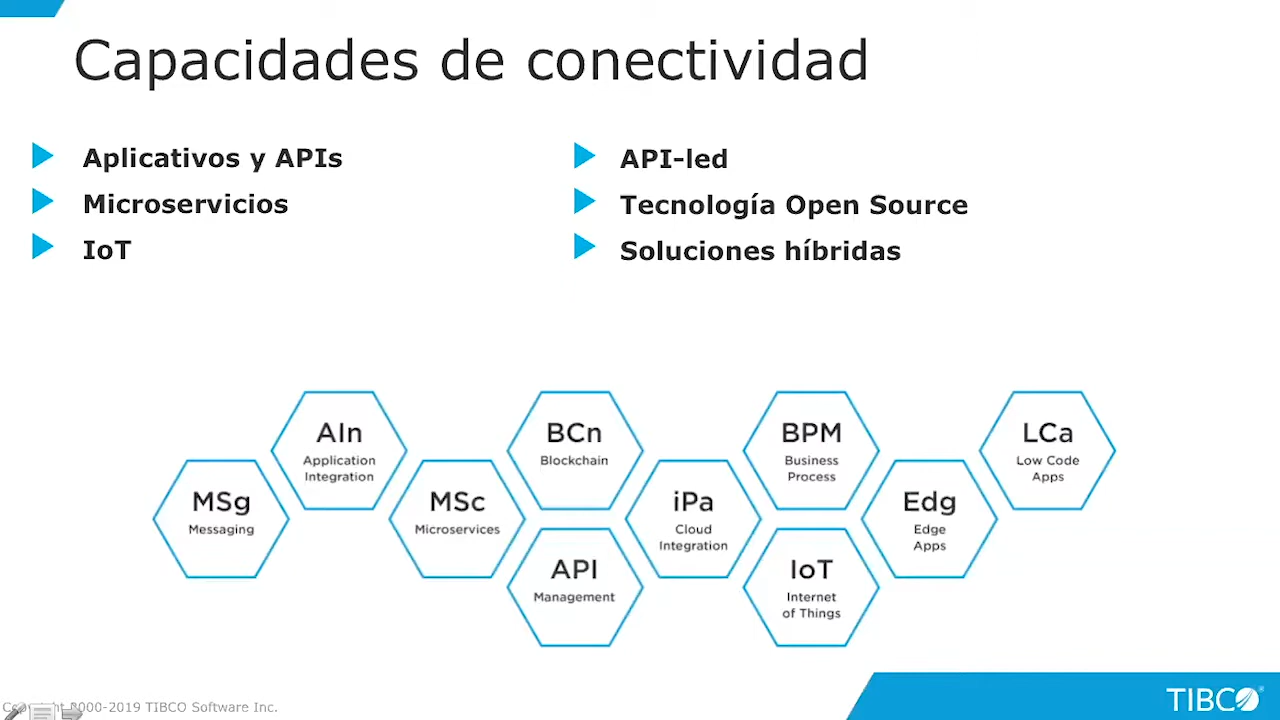 Capacidades de conectividad
Aplicativos y APIs
Microservicios
IoT
API-led
Tecnología Open Source
Soluciones híbridas
MSg
Messaging
AIn
Application
Integration
MSc
Microservices
BCn
Blockchain
API
Management
iPa
Cloud
Integration
BPM
Business
Process
IoT
Internet
of Things
Edg
Edge
Apps
LCa
Low Code
Apps
2000-2019 TIBCO Software Inc.
TIBCO®